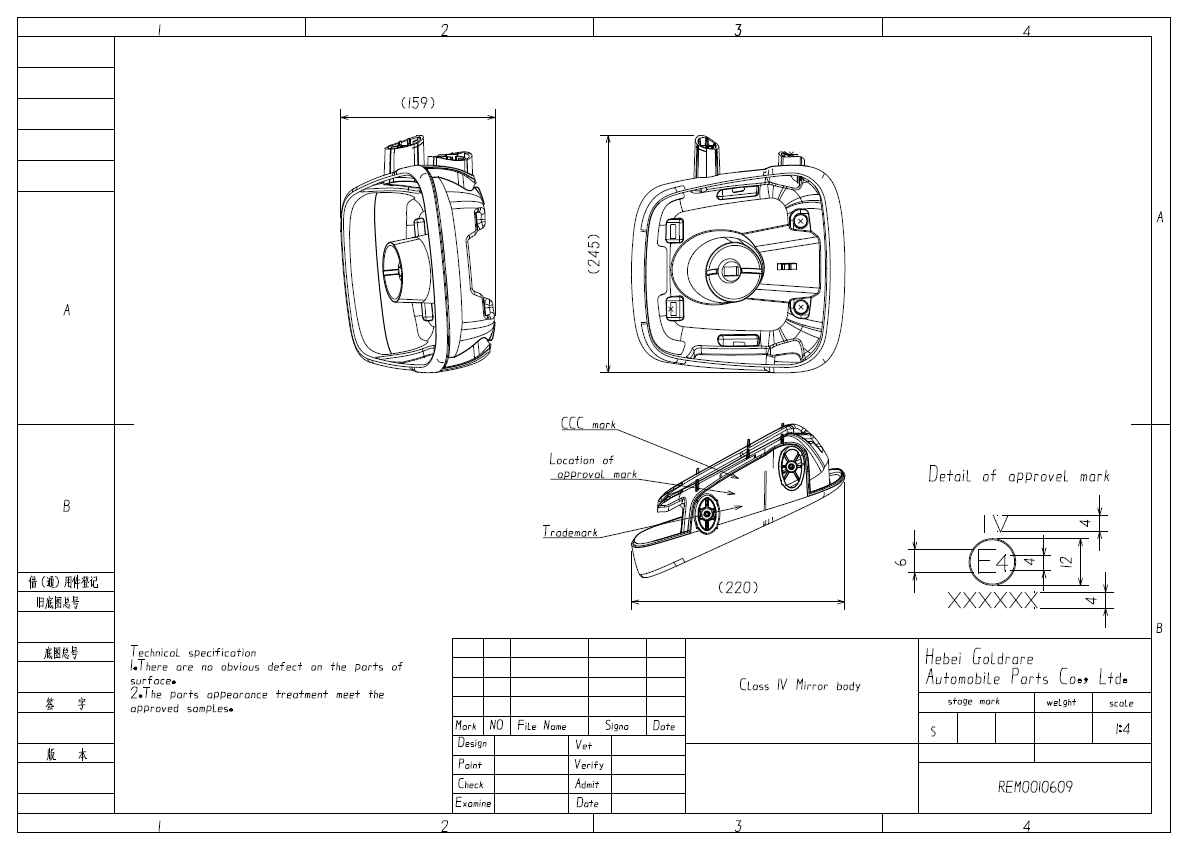 1 2 3 4
(159)
(245)
A
A
CCC mark
Location of
approval mark
Trademark
(220)
Detail of approvel mark
IV
4
6
E4
4
12
XXXXXX
4
B
B
借（通）用件登记
旧底图总号
底图总号
签 字
版 本
Technical specification
1.There are no obvious defect on the parts of
surface.
2.The parts appearance treatment meet the
approved samples.
Mark NO File Name Signa Date
Design Vet
Paint Verify
Check Admit
Examine Date
Class IV Mirror body
Hebei Goldrare
Automobile Parts Co., Ltd.
stage mark weight scale
S 1:4
REM0010609
1 2 3 4